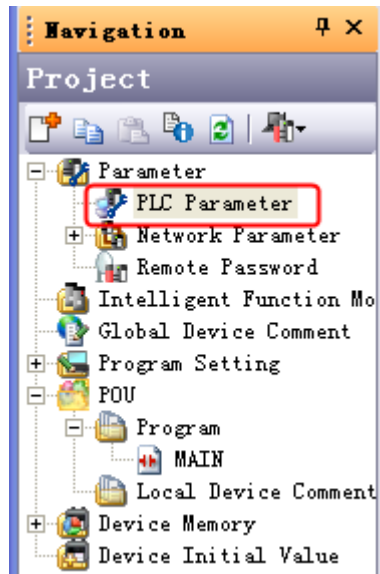 Navigation
Project
Parameter
PLC Parameter
Network Parameter
Remote Password
Intelligent Function Mo
Global Device Comment
Program Setting
POU
Program
MAIN
Local Device Comment
Device Memory
Device Initial Value